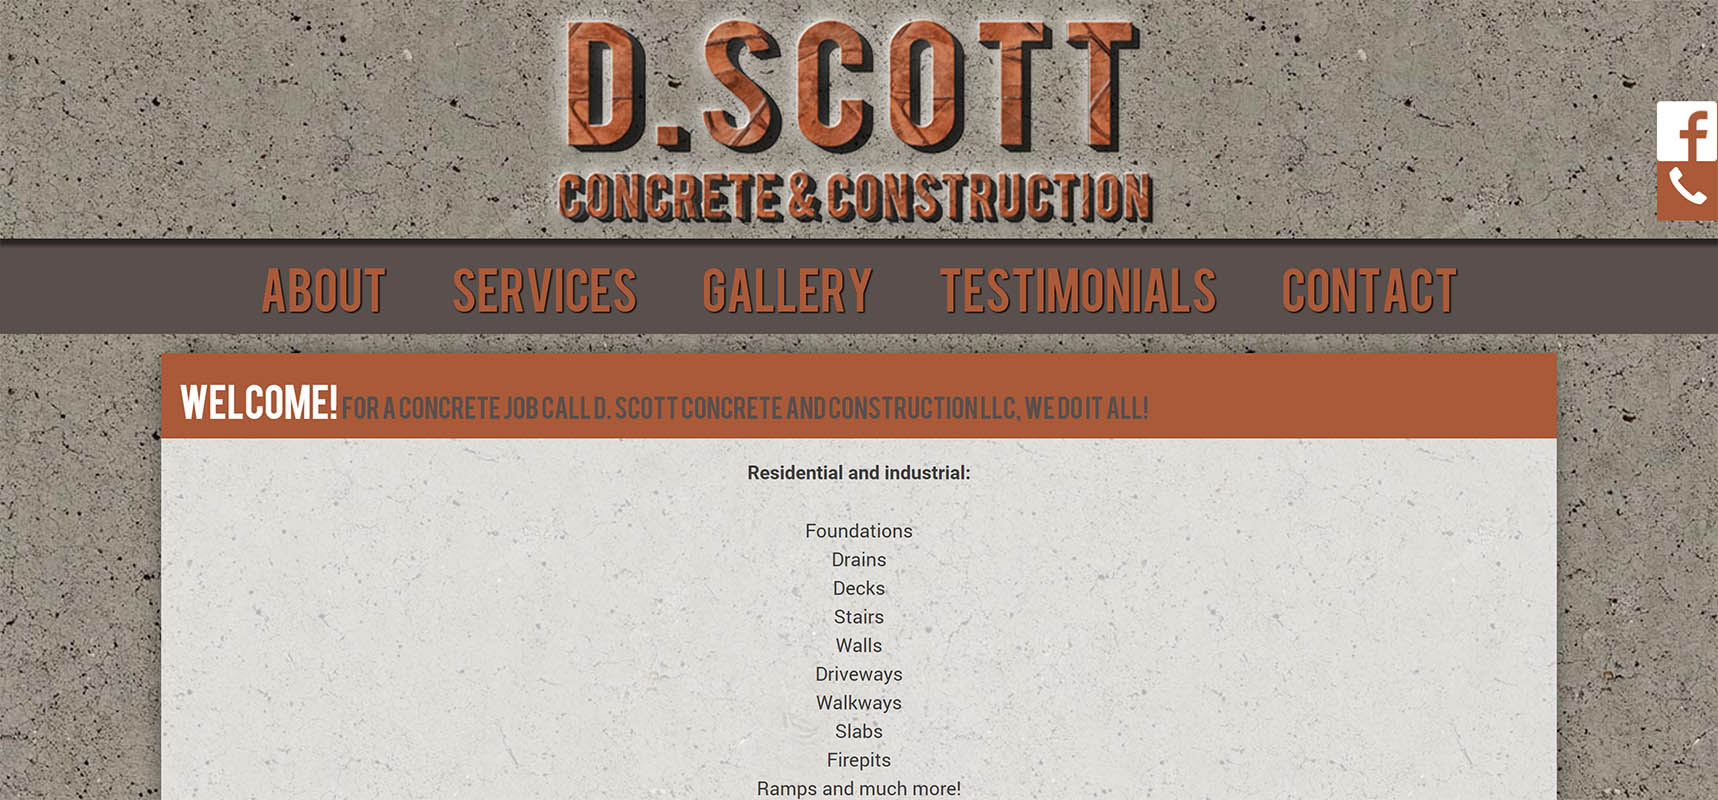 D.SCOTT
CONCRETE & CONSTRUCTION
ABOUT SERVICES GALLERY TESTIMONIALS CONTACT
WELCOME! FOR A CONCRETE JOB CALL D. SCOTT CONCRETE AND CONSTRUCTION LLC, WE DO IT ALL!
Residential and industrial:
Foundations
Drains
Decks
Stairs
Walls
Driveways
Walkways
Slabs
Firepits
Ramps and much more!